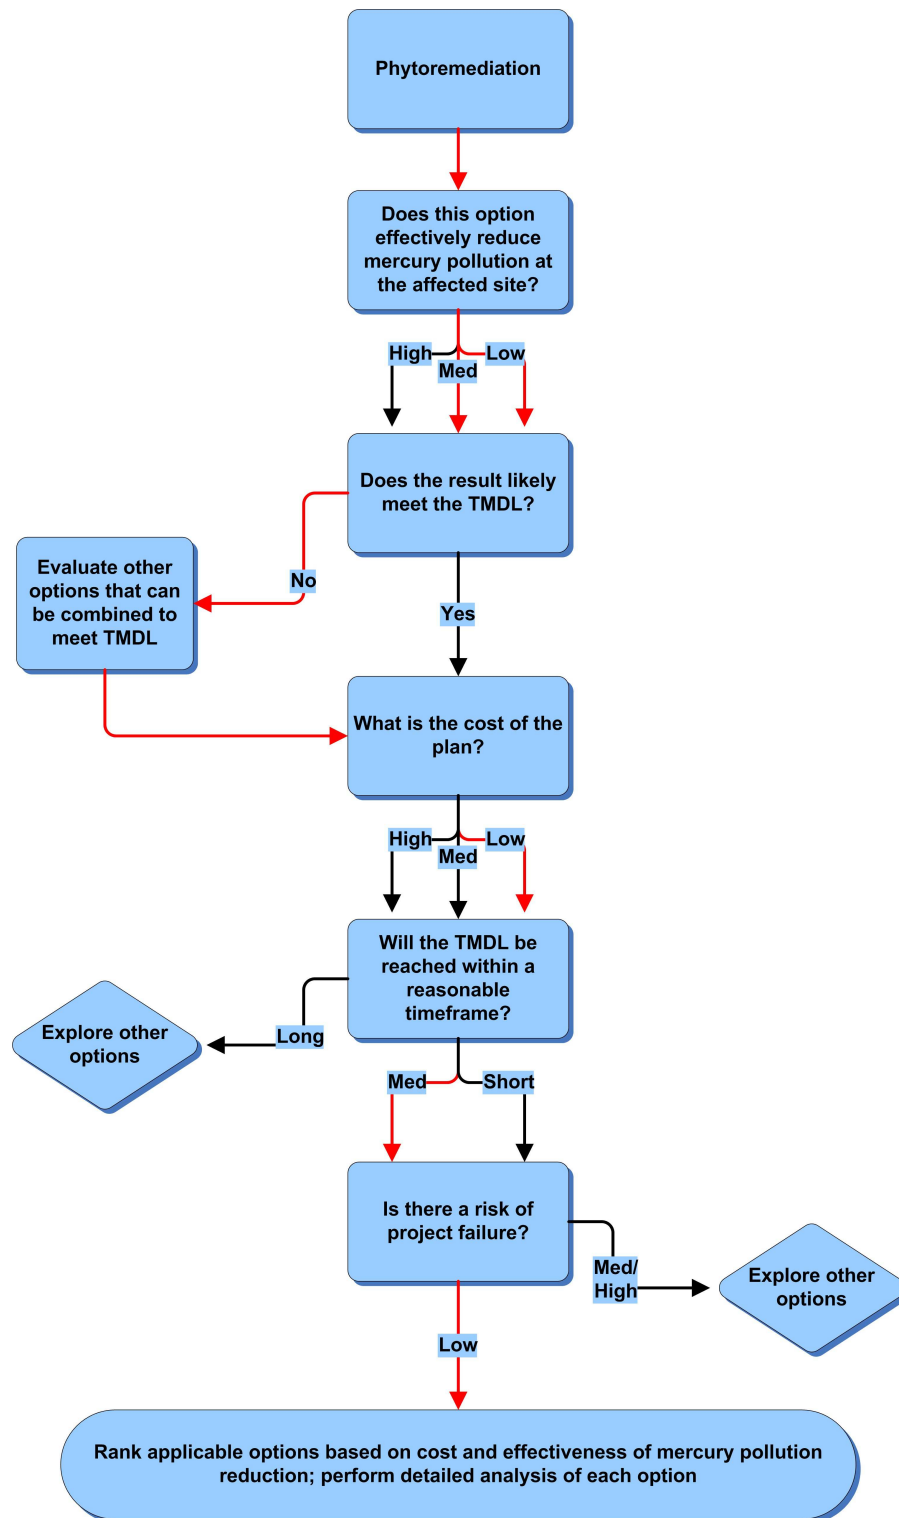 Phytoremediation
Does this option
effectively reduce
mercury pollution at
the affected site?
High
Med
Low
Does the result likely
meet the TMDL?
No
Evaluate other
options that can
be combined to
meet TMDL
Yes
What is the cost of the
plan?
High
Med
Low
Will the TMDL be
reached within a
reasonable
timeframe?
Long
Explore other
options
Med
Short
Is there a risk of
project failure?
Med/
High
Explore other
options
Low
Rank applicable options based on cost and effectiveness of mercury pollution
reduction; perform detailed analysis of each option